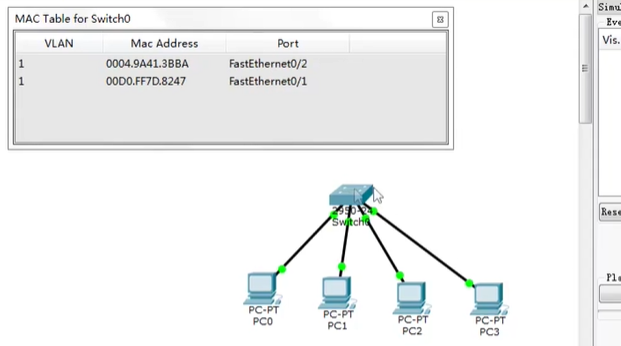 MAC Table for Switch0
Simu
Eve
Vis.
VLAN Mac Address Port
1 0004.9A41.3BBA FastEthernet0/2
1 00D0.FF7D.8247 FastEthernet0/1
2950-24
Switch0
Rese
Pla
PC-PT
PC0
PC-PT
PC1
PC-PT
PC2
PC-PT
PC3